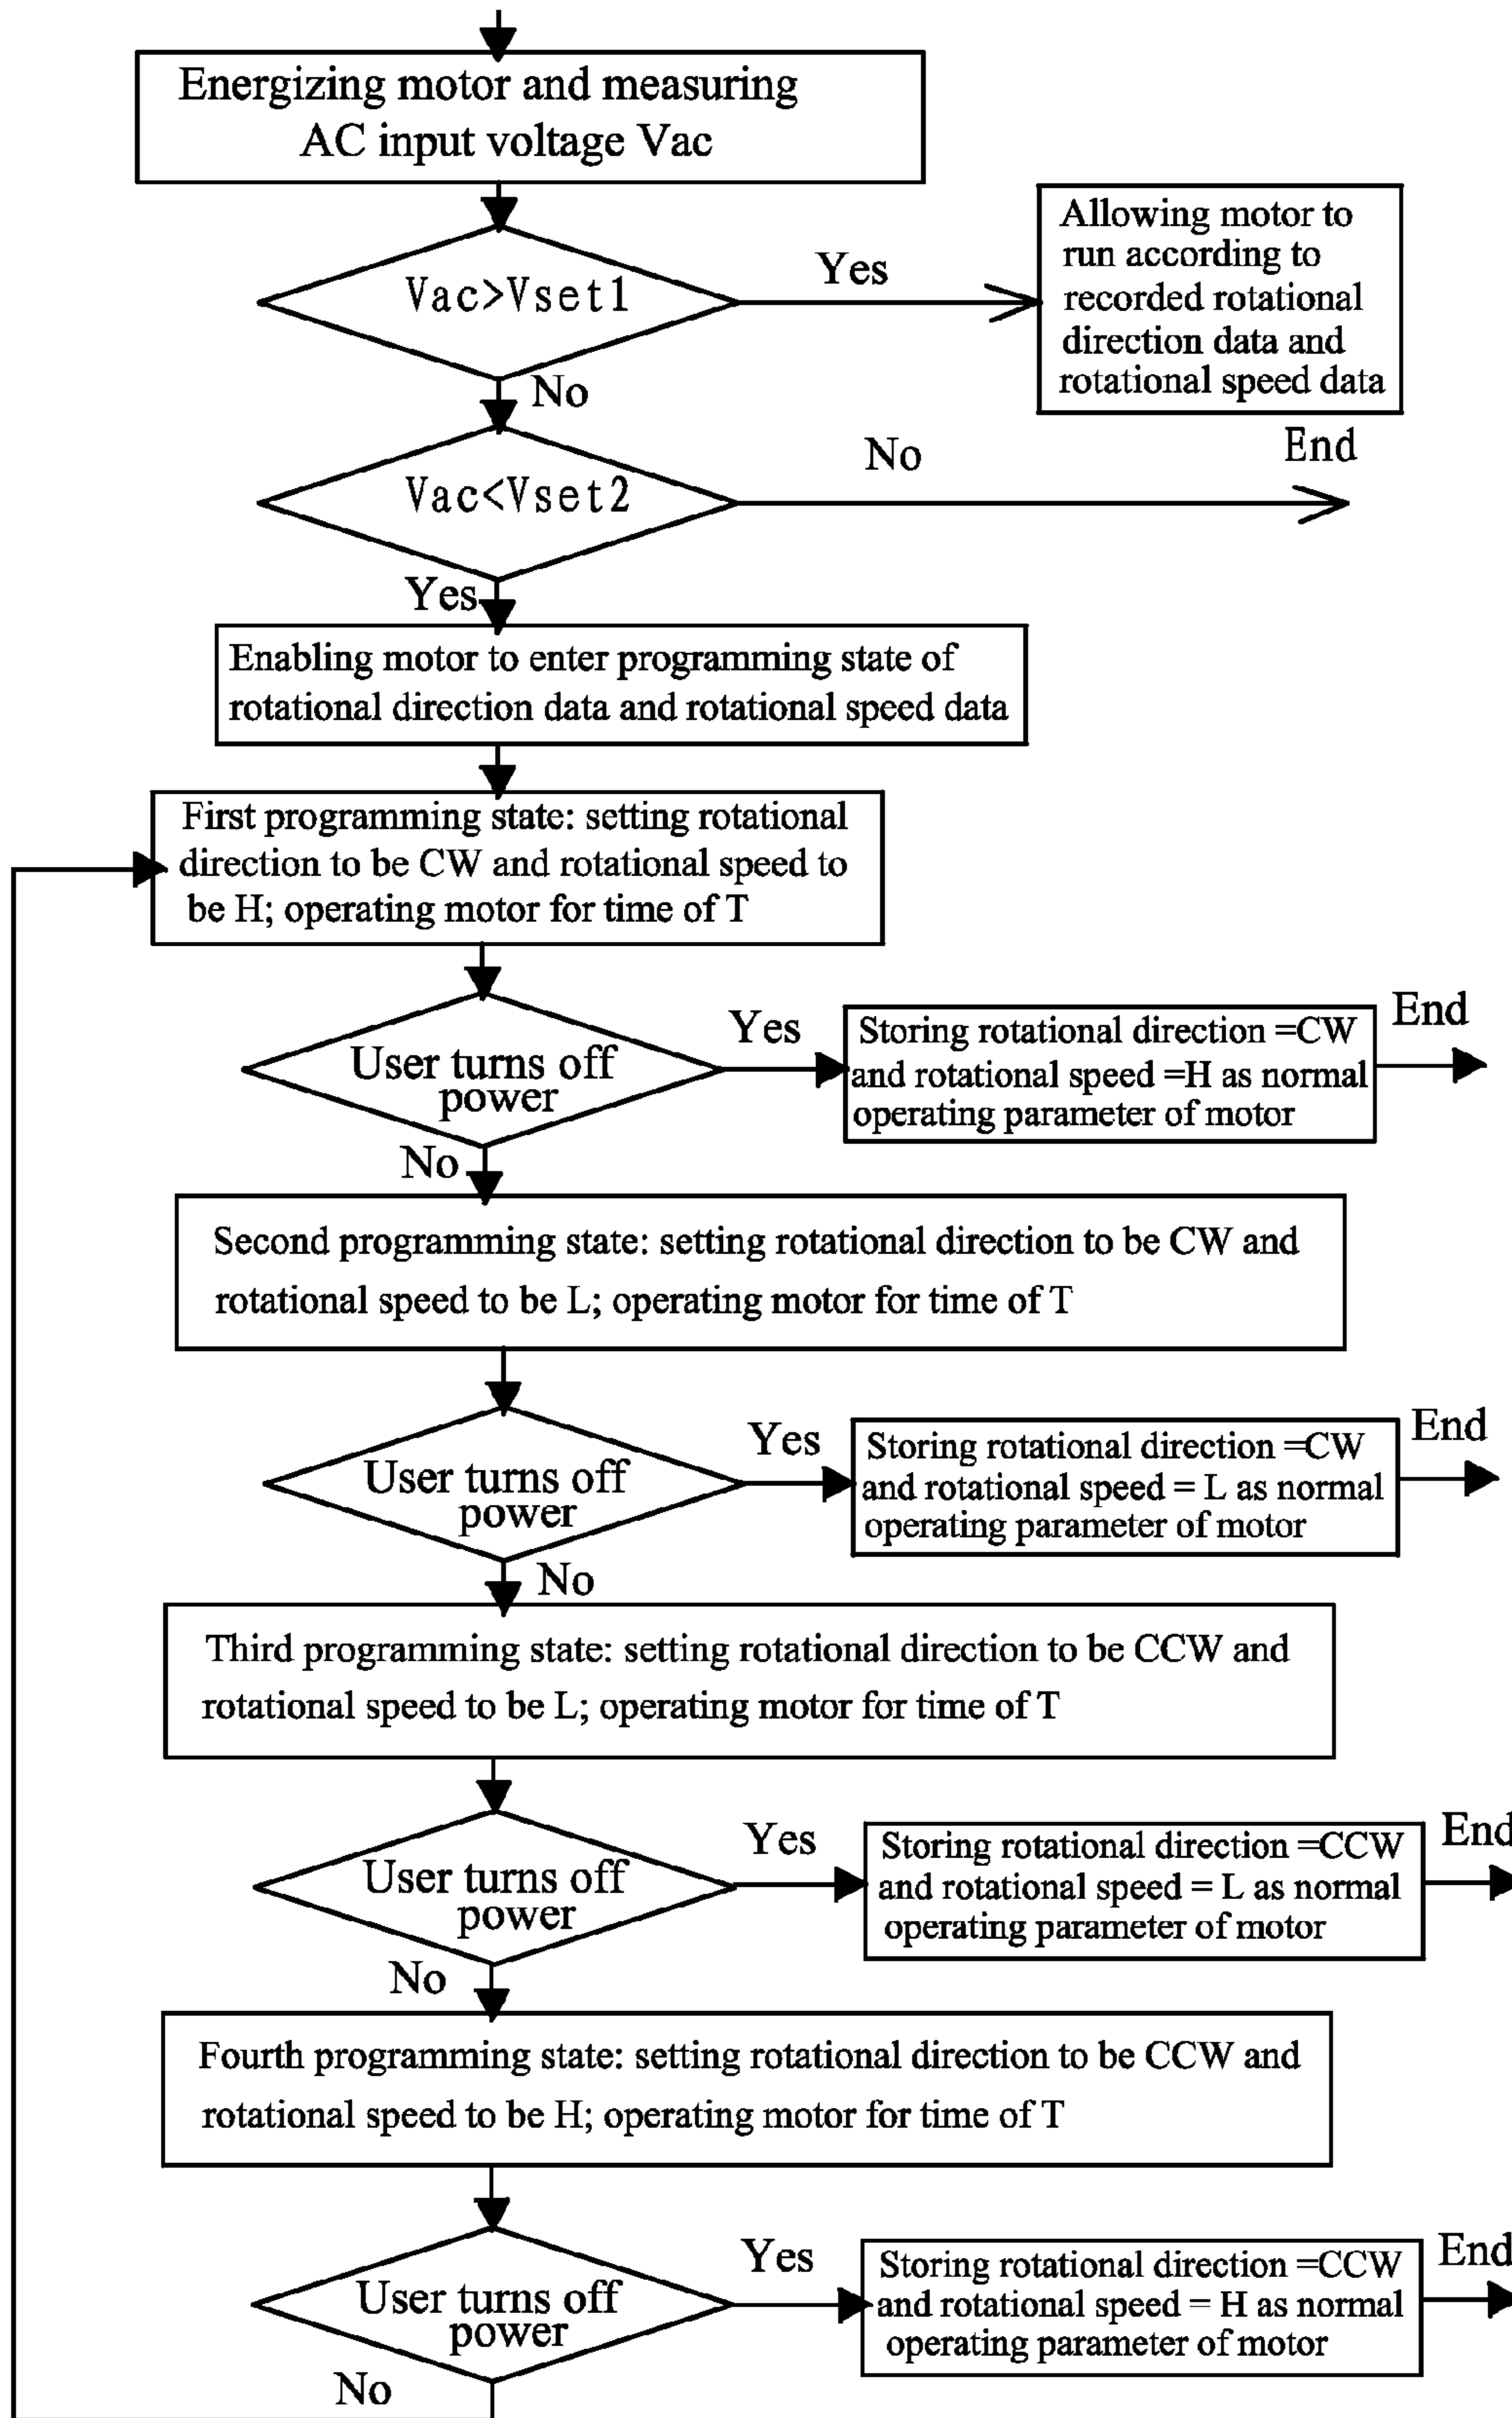 Energizing motor and measuring
AC input voltage Vac
Vac>Vset1
Yes
Allowing motor to
run according to
recorded rotational
direction data and
rotational speed data
No
Vac<Vset2
No
End
Yes
Enabling motor to enter programming state of
rotational direction data and rotational speed data
First programming state: setting rotational
direction to be CW and rotational speed to
be H; operating motor for time of T
User turns off
power
Yes
Storing rotational direction =CW
and rotational speed =H as normal
operating parameter of motor
End
No
Second programming state: setting rotational direction to be CW and
rotational speed to be L; operating motor for time of T
User turns off
power
Yes
Storing rotational direction =CW
and rotational speed = L as normal
operating parameter of motor
End
No
Third programming state: setting rotational direction to be CCW and
rotational speed to be L; operating motor for time of T
User turns off
power
Yes
Storing rotational direction =CCW
and rotational speed = L as normal
operating parameter of motor
End
No
Fourth programming state: setting rotational direction to be CCW and
rotational speed to be H; operating motor for time of T
User turns off
power
Yes
Storing rotational direction =CCW
and rotational speed = H as normal
operating parameter of motor
End
No